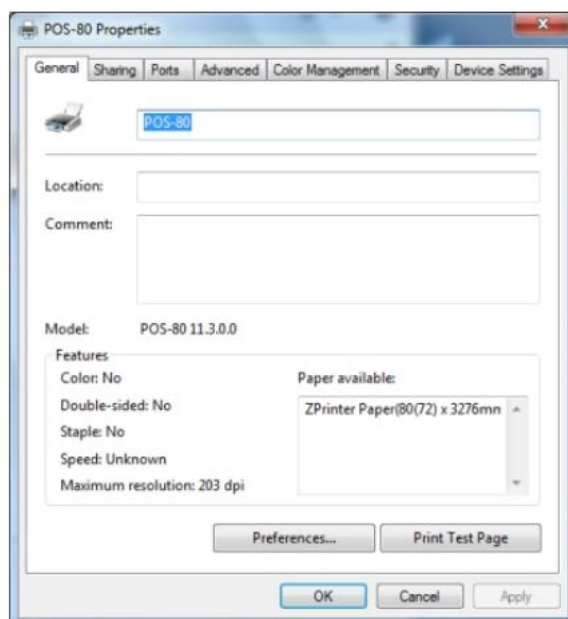 POS-80 Properties
General Sharing Ports Advanced Color Management Security Device Settings
POS-80
Location:
Comment:
Model: POS-80 11.3.0.0
Features
Color: No
Paper available:
Double-sided: No
ZPrinter Paper(80(72) x 3276mn
Staple: No
Speed: Unknown
Maximum resolution: 203 dpi
Preferences... Print Test Page
OK Cancel Apply